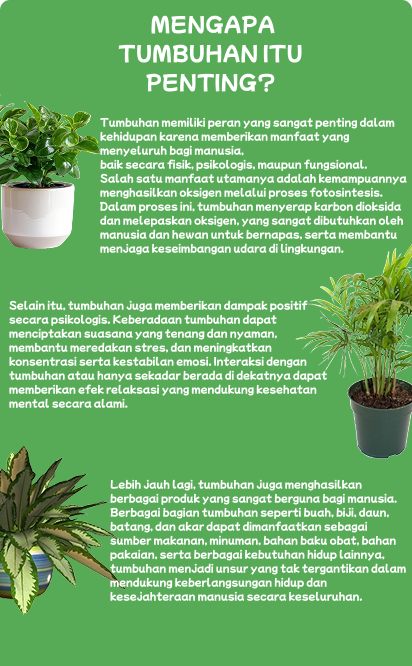 MENGAPA
TUMBUHAN ITU
PENTING?
Tumbuhan memiliki peran yang sangat penting dalam
kehidupan karena memberikan manfaat yang
menyeluruh bagi manusia,
baik secara fisik, psikologis, maupun fungsional.
Salah satu manfaat utamanya adalah kemampuannya
menghasilkan oksigen melalui proses fotosintesis.
Dalam proses ini, tumbuhan menyerap karbon dioksida
dan melepaskan oksigen, yang sangat dibutuhkan oleh
manusia dan hewan untuk bernapas, serta membantu
menjaga keseimbangan udara di lingkungan.
Selain itu, tumbuhan juga memberikan dampak positif
secara psikologis. Keberadaan tumbuhan dapat
menciptakan suasana yang tenang dan nyaman,
membantu meredakan stres, dan meningkatkan
konsentrasi serta kestabilan emosi. Interaksi dengan
tumbuhan atau hanya sekadar berada di dekatnya dapat
memberikan efek relaksasi yang mendukung kesehatan
mental secara alami.
Lebih jauh lagi, tumbuhan juga menghasilkan
berbagai produk yang sangat berguna bagi manusia.
Berbagai bagian tumbuhan seperti buah, biji, daun,
batang, dan akar dapat dimanfaatkan sebagai
sumber makanan, minuman, bahan baku obat, bahan
pakaian, serta berbagai kebutuhan hidup lainnya,
tumbuhan menjadi unsur yang tak tergantikan dalam
mendukung keberlangsungan hidup dan
kesejahteraan manusia secara keseluruhan.